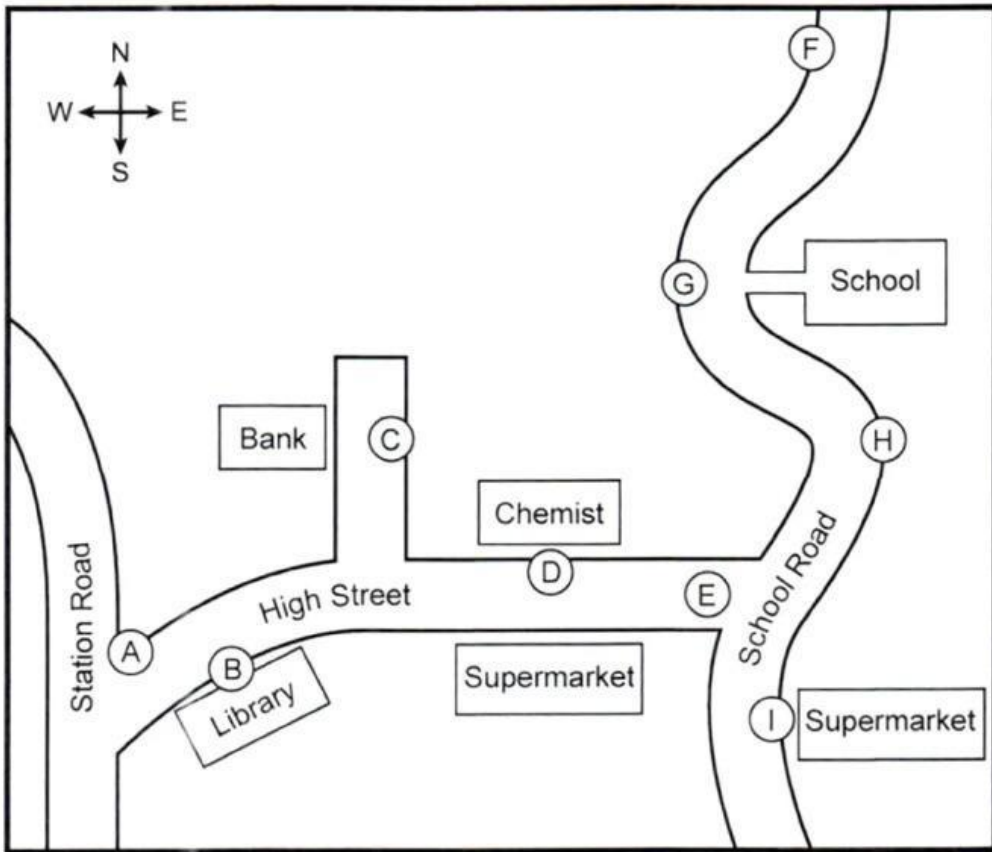 F
N
W E
S
G
School
Bank
C
H
Chemist
D
High Street
E
School Road
Station Road
A
B
Library
Supermarket
I
Supermarket